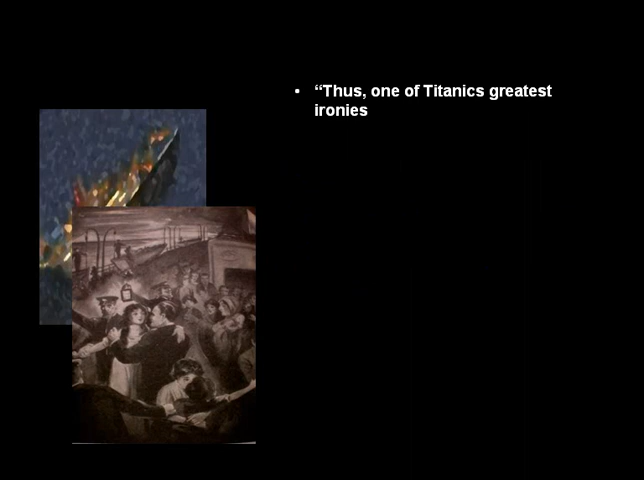 • “Thus, one of Titanics greatest
ironies